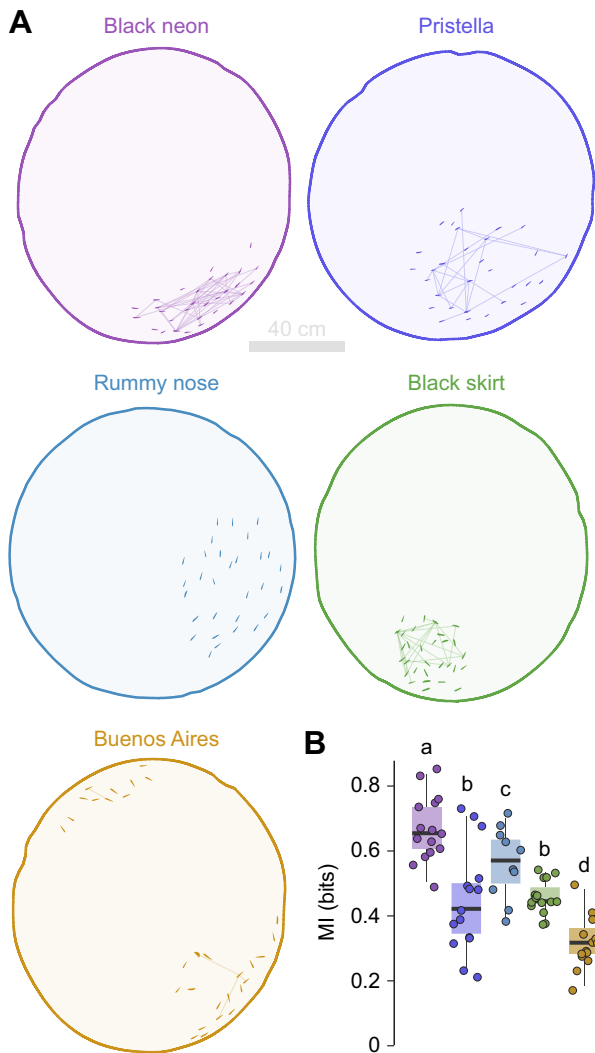 A
Black neon
Pristella
40 cm
Rummy nose
Black skirt
Buenos Aires
B
a
b
c
b
d
0.8
0.6
0.4
0.2
0
MI (bits)